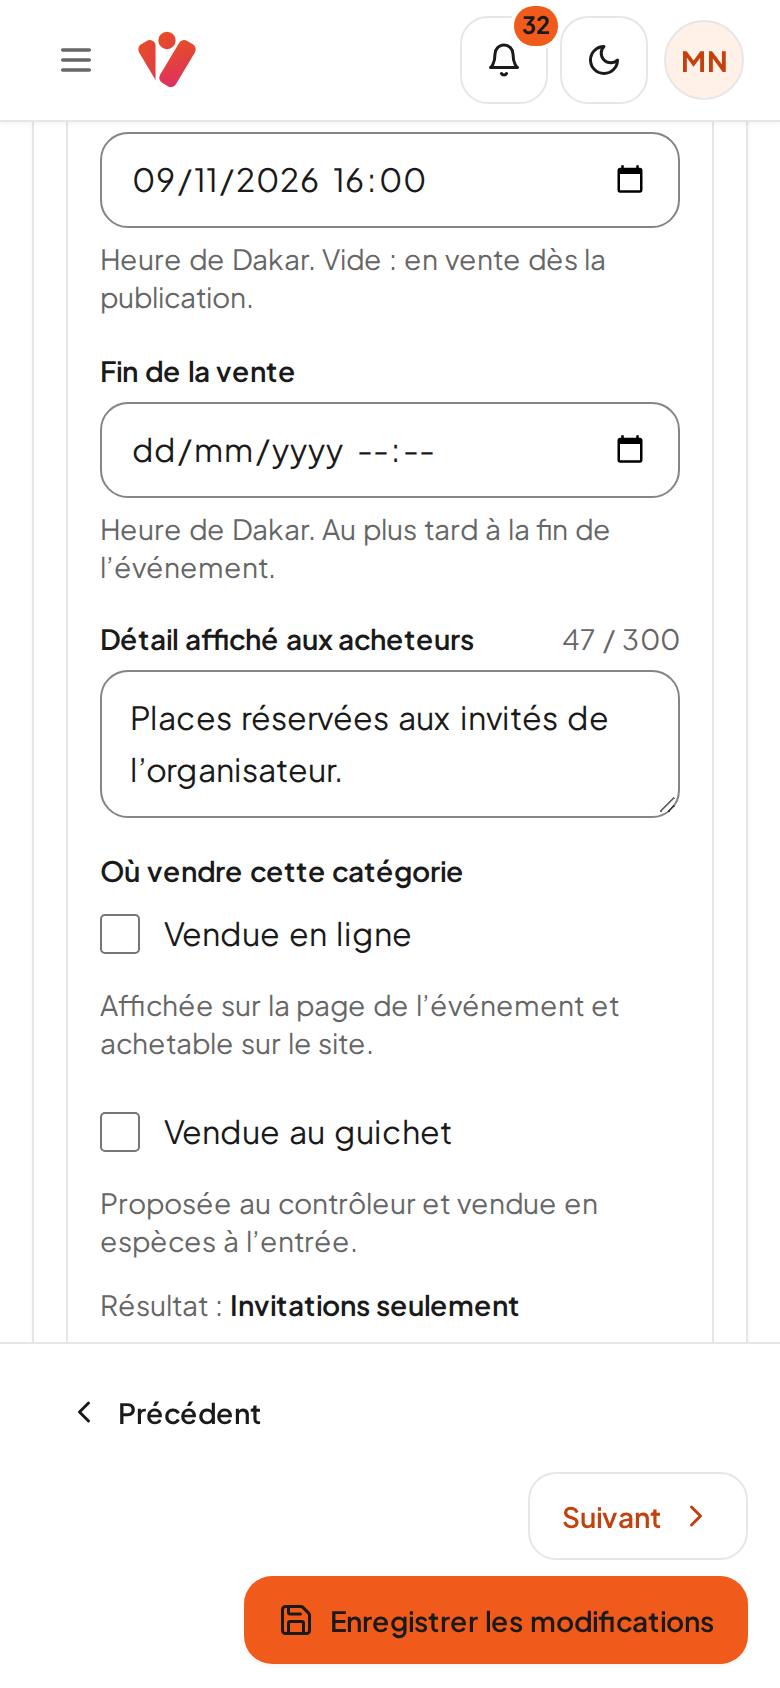 32
MN
09/11/2026 16:00
Heure de Dakar. Vide : en vente dès la
publication.
Fin de la vente
dd/mm/yyyy --:--
Heure de Dakar. Au plus tard à la fin de
l’événement.
Détail affiché aux acheteurs 47 / 300
Places réservées aux invités de
l’organisateur.
Où vendre cette catégorie
Vendue en ligne
Affichée sur la page de l’événement et
achetable sur le site.
Vendue au guichet
Proposée au contrôleur et vendue en
espèces à l’entrée.
Résultat : Invitations seulement
Précédent
Suivant
Enregistrer les modifications